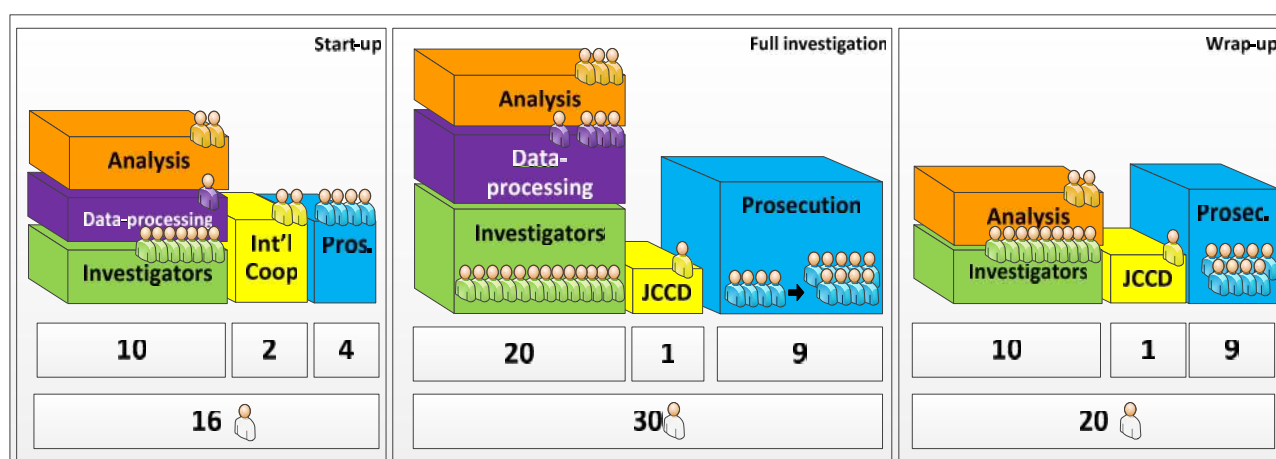 Start-up
Analysis
Data-processing
Investigators
Int'l
Coop
Pros.
10
2
4
16
Full investigation
Analysis
Data-
processing
Investigators
JCCD
Prosecution
20
1
9
30
Wrap-up
Analysis
Investigators
JCCD
Prosec.
10
1
9
20